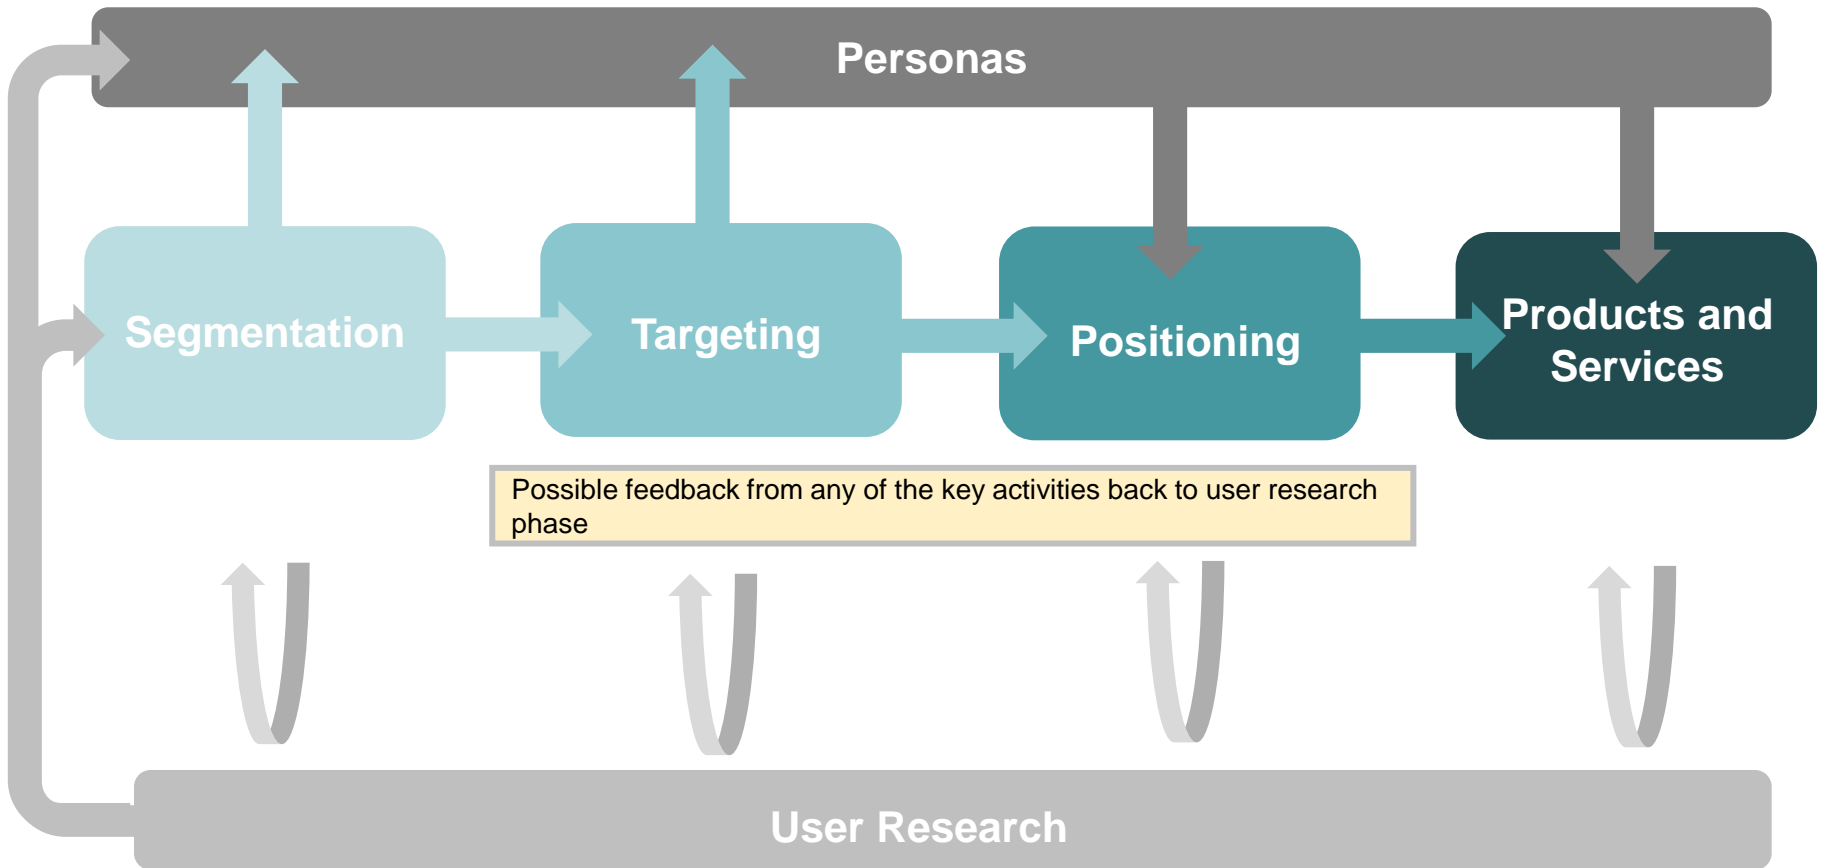 Personas
Segmentation
Targeting
Positioning
Products and
Services
Possible feedback from any of the key activities back to user research
phase
User Research